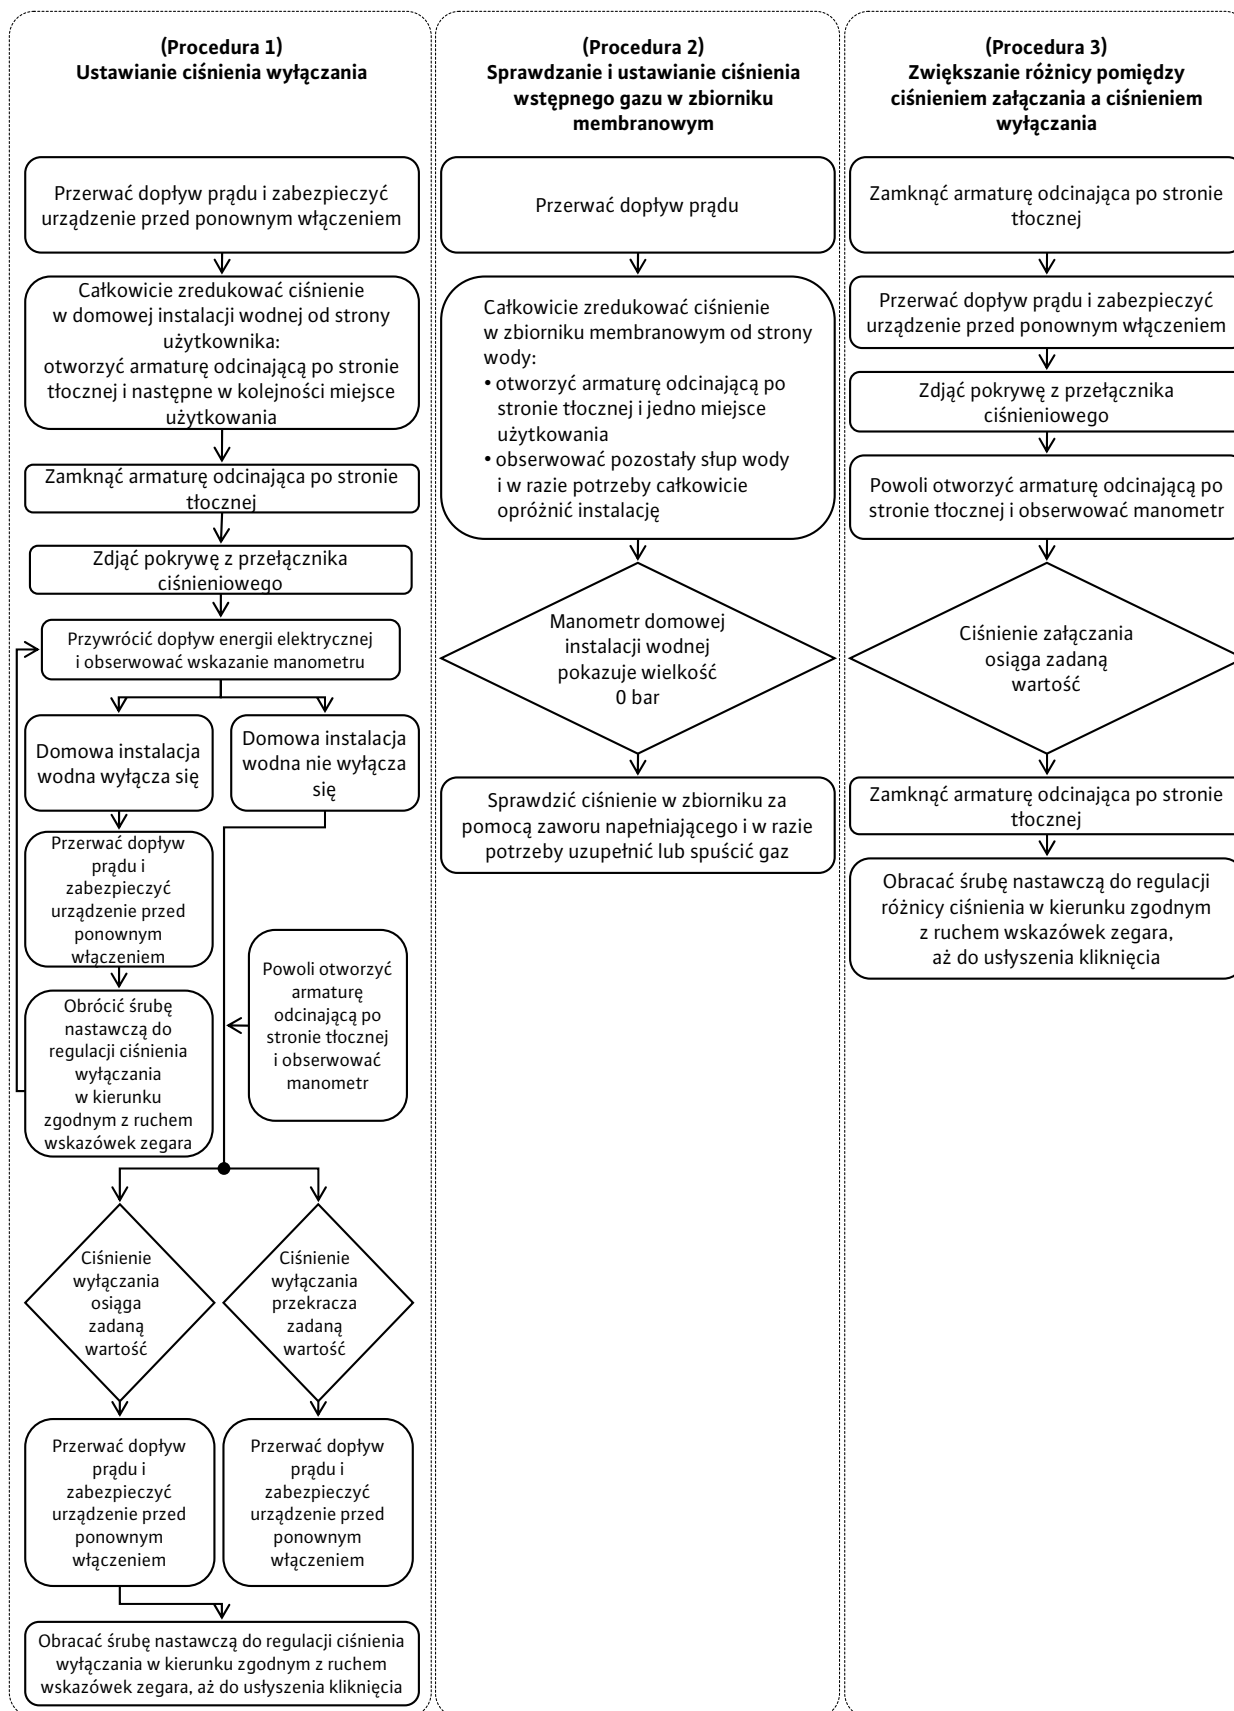 (Procedura 1)
Ustawianie ciśnienia wyłączania
Przerwać dopływ prądu i zabezpieczyć
urządzenie przed ponownym włączeniem
Całkowicie zredukować ciśnienie
w domowej instalacji wodnej od strony
użytkownika:
otworzyć armaturę odcinającą po stronie
tłocznej i następne w kolejności miejsce
użytkowania
Zamknąć armaturę odcinająca po stronie
tłocznej
Zdjąć pokrywę z przełącznika
ciśnieniowego
Przywrócić dopływ energii elektrycznej
i obserwować wskazanie manometru
Domowa instalacja
wodna wyłącza się
Domowa instalacja
wodna nie wyłącza
się
Przerwać dopływ
prądu i
zabezpieczyć
urządzenie przed
ponownym
włączeniem
Powoli otworzyć
armaturę
odcinającą po
stronie tłocznej
i obserwować
manometr
Obrócić śrubę
nastawczą do
regulacji ciśnienia
wyłączania
w kierunku
zgodnym z ruchem
wskazówek zegara
Ciśnienie
wyłączania
osiąga
zadaną
wartość
Ciśnienie
wyłączania
przekracza
zadaną
wartość
Przerwać dopływ
prądu i
zabezpieczyć
urządzenie przed
ponownym
włączeniem
Przerwać dopływ
prądu i
zabezpieczyć
urządzenie przed
ponownym
włączeniem
Obracać śrubę nastawczą do regulacji ciśnienia
wyłączania w kierunku zgodnym z ruchem
wskazówek zegara, aż do usłyszenia kliknięcia
(Procedura 2)
Sprawdzanie i ustawianie ciśnienia
wstępnego gazu w zbiorniku
membranowym
Przerwać dopływ prądu
Całkowicie zredukować ciśnienie
w zbiorniku membranowym od strony
wody:
• otworzyć armaturę odcinającą po
stronie tłocznej i jedno miejsce
użytkowania
• obserwować pozostały słup wody
i w razie potrzeby całkowicie
opróżnić instalację
Manometr domowej
instalacji wodnej
pokazuje wielkość
0 bar
Sprawdzić ciśnienie w zbiorniku za
pomocą zaworu napełniającego i w razie
potrzeby uzupełnić lub spuścić gaz
(Procedura 3)
Zwiększanie różnicy pomiędzy
ciśnieniem załączania a ciśnieniem
wyłączania
Zamknąć armaturę odcinająca po stronie
tłocznej
Przerwać dopływ prądu i zabezpieczyć
urządzenie przed ponownym włączeniem
Zdjąć pokrywę z przełącznika
ciśnieniowego
Powoli otworzyć armaturę odcinającą po
stronie tłocznej i obserwować manometr
Ciśnienie załączania
osiąga zadaną
wartość
Zamknąć armaturę odcinająca po stronie
tłocznej
Obracać śrubę nastawczą do regulacji
różnicy ciśnienia w kierunku zgodnym
z ruchem wskazówek zegara,
aż do usłyszenia kliknięcia